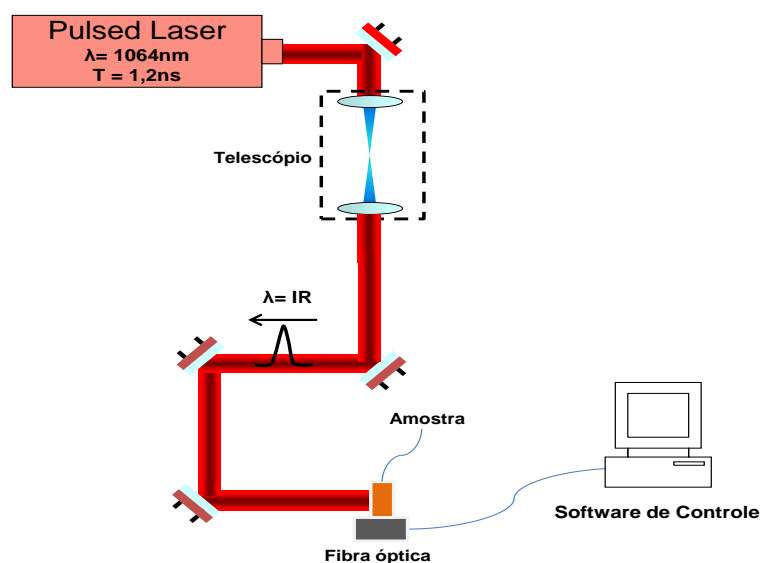 Pulsed Laser
λ= 1064nm
T = 1,2ns
Telescópio
λ= IR
Amostra
Software de Controle
Fibra óptica